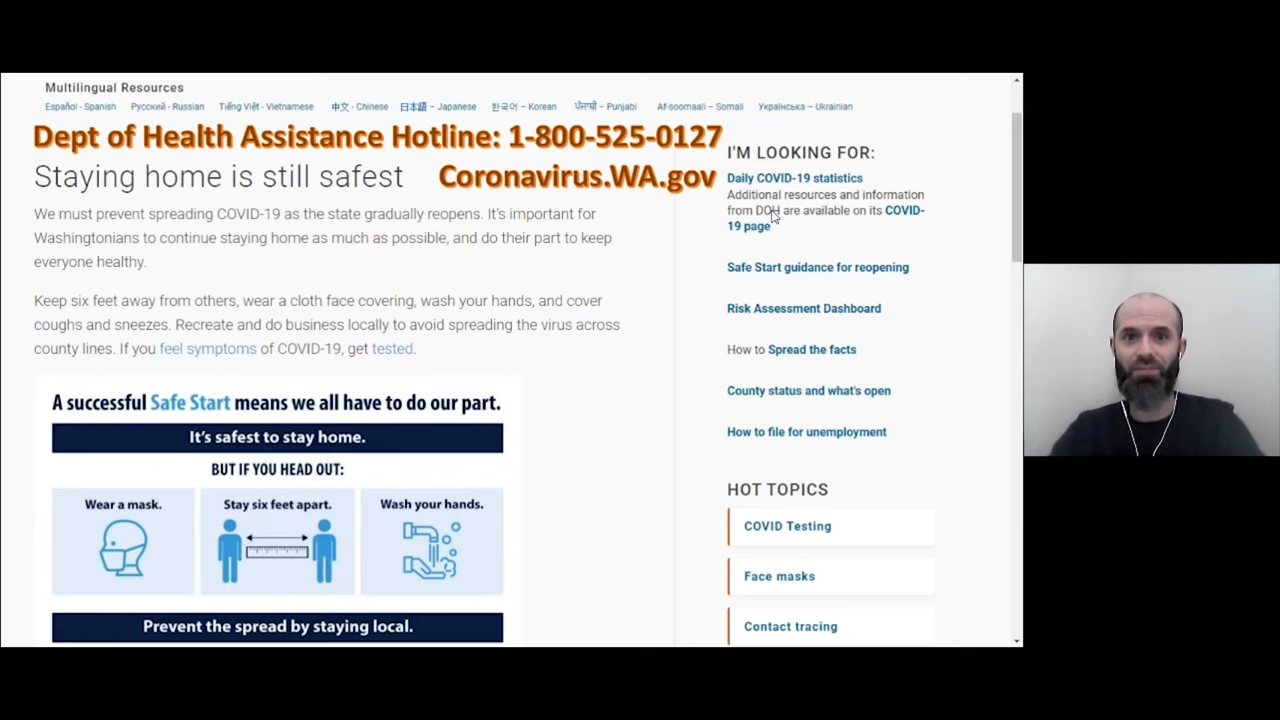 Multilingual Resources
Español - Spanish Русский - Russian Tiếng Việt - Vietnamese 中文 - Chinese 日本語 – Japanese 한국어 – Korean ਪੰਜਾਬੀ – Punjabi Af-soomaali – Somali Українська – Ukrainian
Dept of Health Assistance Hotline: 1-800-525-0127
Staying home is still safest Coronavirus.WA.gov
We must prevent spreading COVID-19 as the state gradually reopens. It's important for
Washingtonians to continue staying home as much as possible, and do their part to keep
everyone healthy.
Keep six feet away from others, wear a cloth face covering, wash your hands, and cover
coughs and sneezes. Recreate and do business locally to avoid spreading the virus across
county lines. If you feel symptoms of COVID-19, get tested.
A successful Safe Start means we all have to do our part.
It's safest to stay home.
BUT IF YOU HEAD OUT:
Wear a mask. Stay six feet apart. Wash your hands.
Prevent the spread by staying local.
I'M LOOKING FOR:
Daily COVID-19 statistics
Additional resources and information
from DOH are available on its COVID-
19 page
Safe Start guidance for reopening
Risk Assessment Dashboard
How to Spread the facts
County status and what's open
How to file for unemployment
HOT TOPICS
COVID Testing
Face masks
Contact tracing